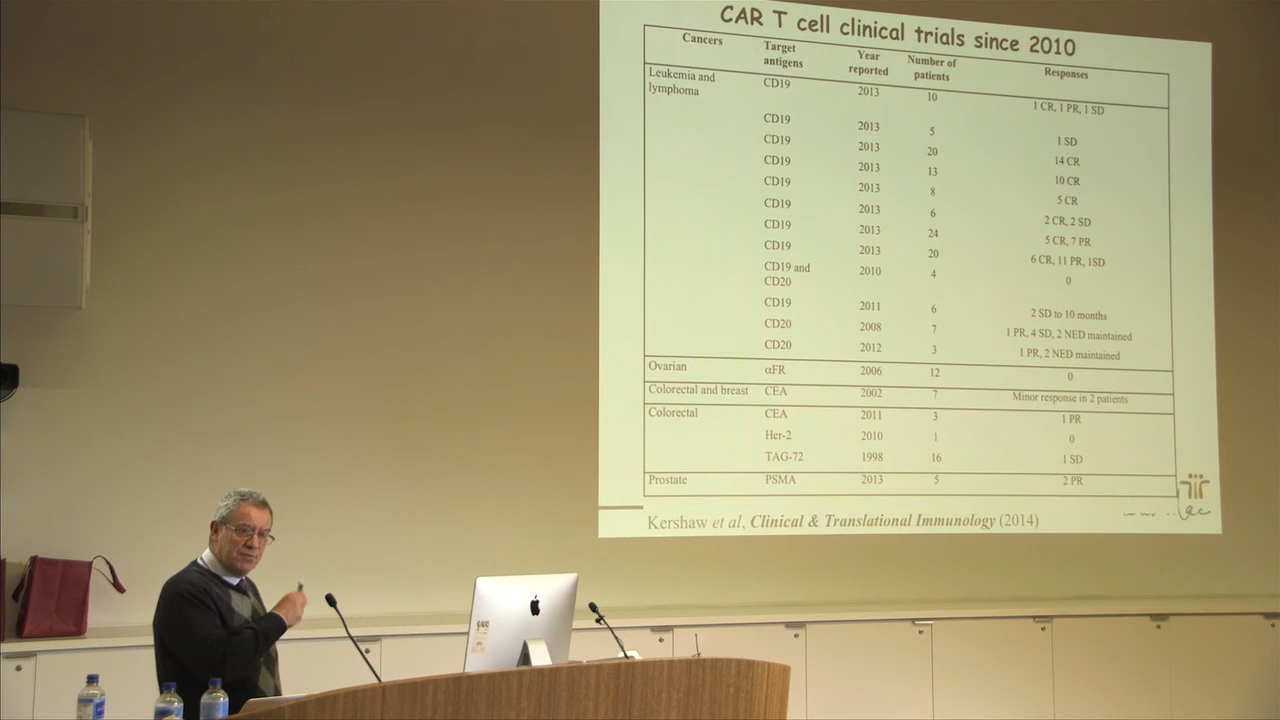 CAR T cell clinical trials since 2010
Cancers Target antigens Year reported Number of patients Responses
Leukemia and lymphoma CD19 2013 10 1 CR, 1 PR, 1 SD
CD19 2013 5 1 SD
CD19 2013 20 14 CR
CD19 2013 13 10 CR
CD19 2013 8 5 CR
CD19 2013 6 2 CR, 2 SD
CD19 2013 24 5 CR, 7 PR
CD19 2013 20 6 CR, 11 PR, 1SD
CD19 and CD20 2010 4 0
CD19 2011 6 2 SD to 10 months
CD20 2008 7 1 PR, 4 SD, 2 NED maintained
CD20 2012 3 1 PR, 2 NED maintained
Ovarian αFR 2006 12 0
Colorectal and breast CEA 2002 7 Minor response in 2 patients
Colorectal CEA 2011 3 1 PR
Her-2 2010 1 0
TAG-72 1998 16 1 SD
Prostate PSMA 2013 5 2 PR
Kershaw et al, Clinical & Translational Immunology (2014)